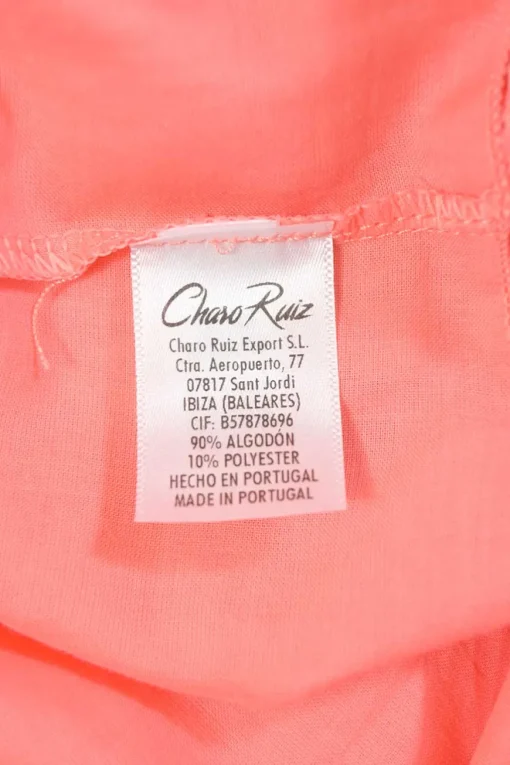 Charo Ruiz
Charo Ruiz Export S.L.
Ctra. Aeropuerto, 77
07817 Sant Jordi
IBIZA (BALEARES)
CIF: B57878696
90% ALGODÓN
10% POLYESTER
HECHO EN PORTUGAL
MADE IN PORTUGAL